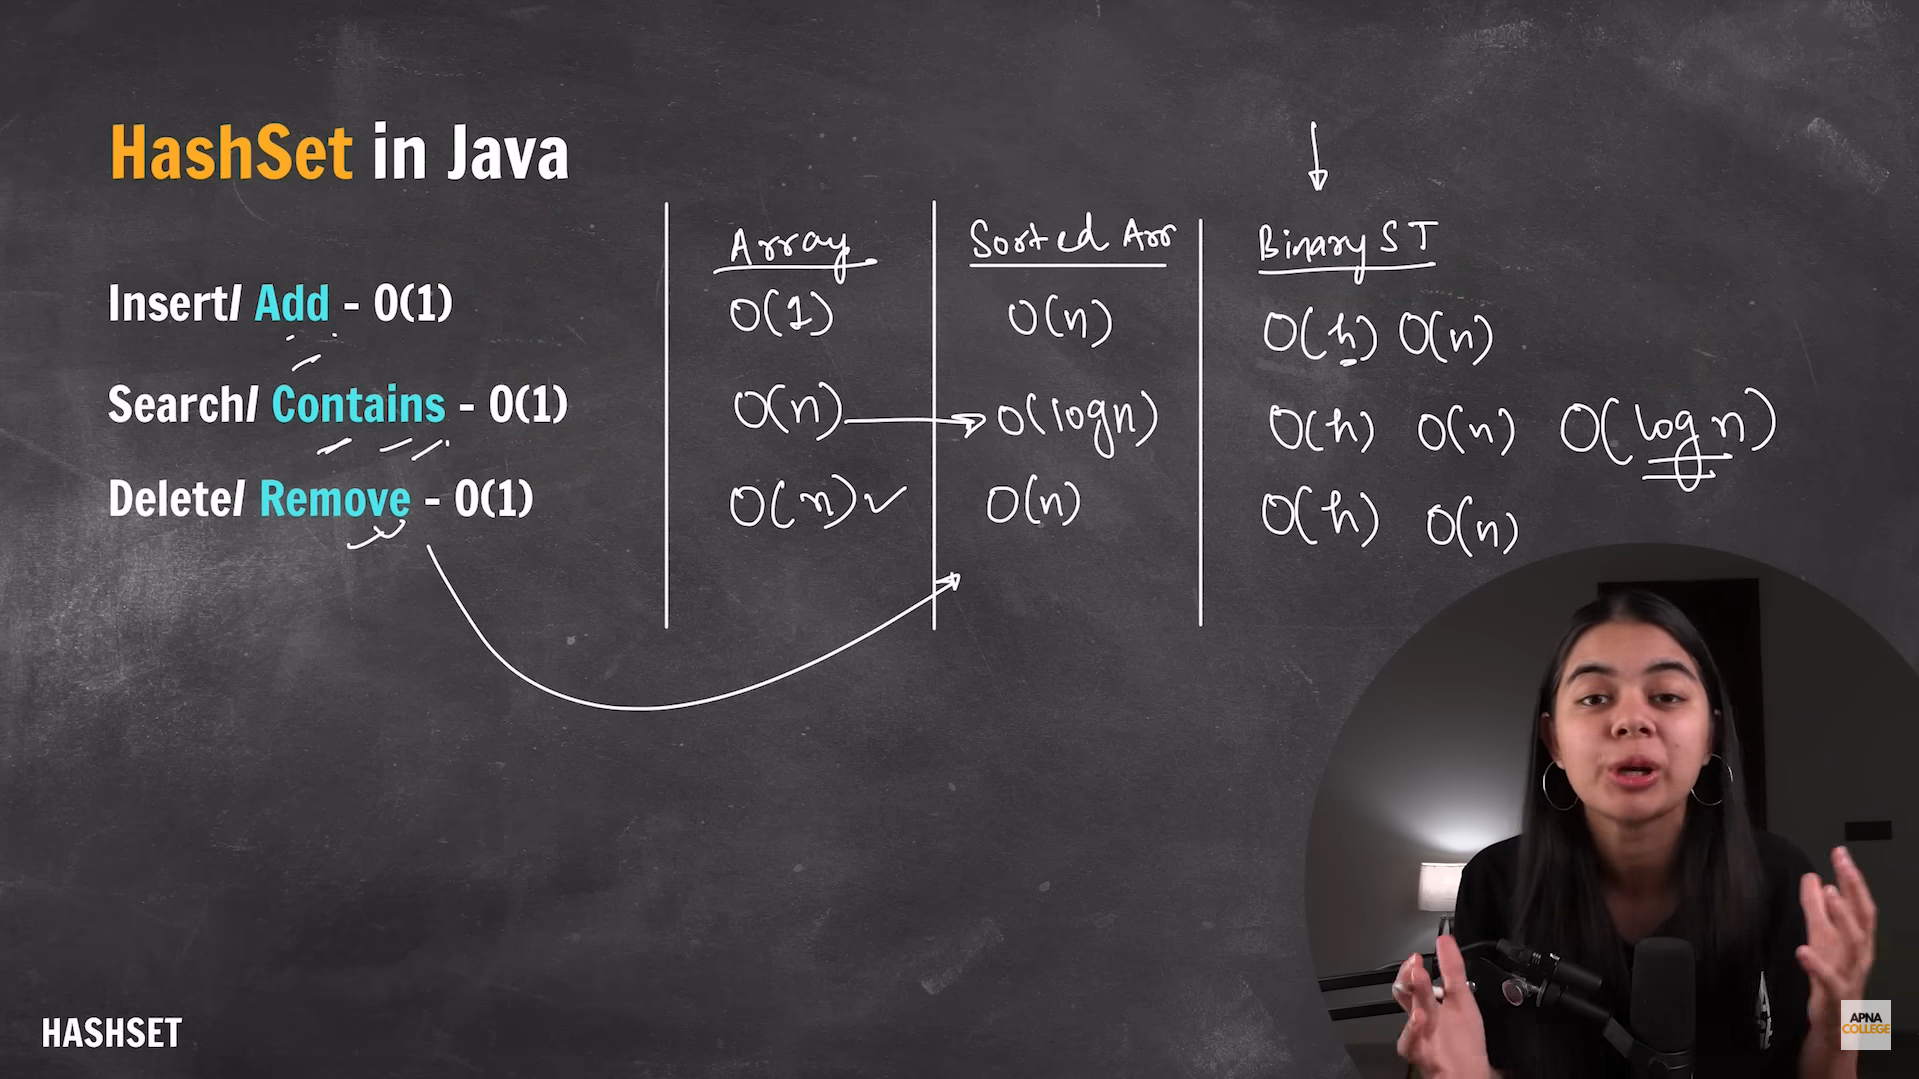 HashSet in Java
Insert/ Add - O(1)
Search/ Contains - O(1)
Delete/ Remove - O(1)
Array
O(1)
O(n)
O(n)
Sorted Arr
O(n)
O(logn)
O(n)
Binary ST
O(h) O(n)
O(h) O(n) O(log n)
O(h) O(n)
HASHSET
APNA
COLLEGE